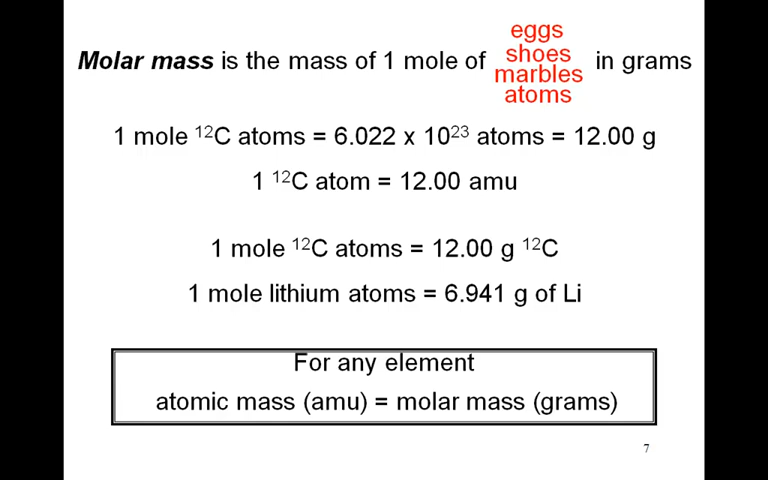 Molar mass is the mass of 1 mole of eggs shoes marbles atoms in grams
1 mole ¹²C atoms = 6.022 x 10²³ atoms = 12.00 g
1 ¹²C atom = 12.00 amu
1 mole ¹²C atoms = 12.00 g ¹²C
1 mole lithium atoms = 6.941 g of Li
For any element
atomic mass (amu) = molar mass (grams)
7